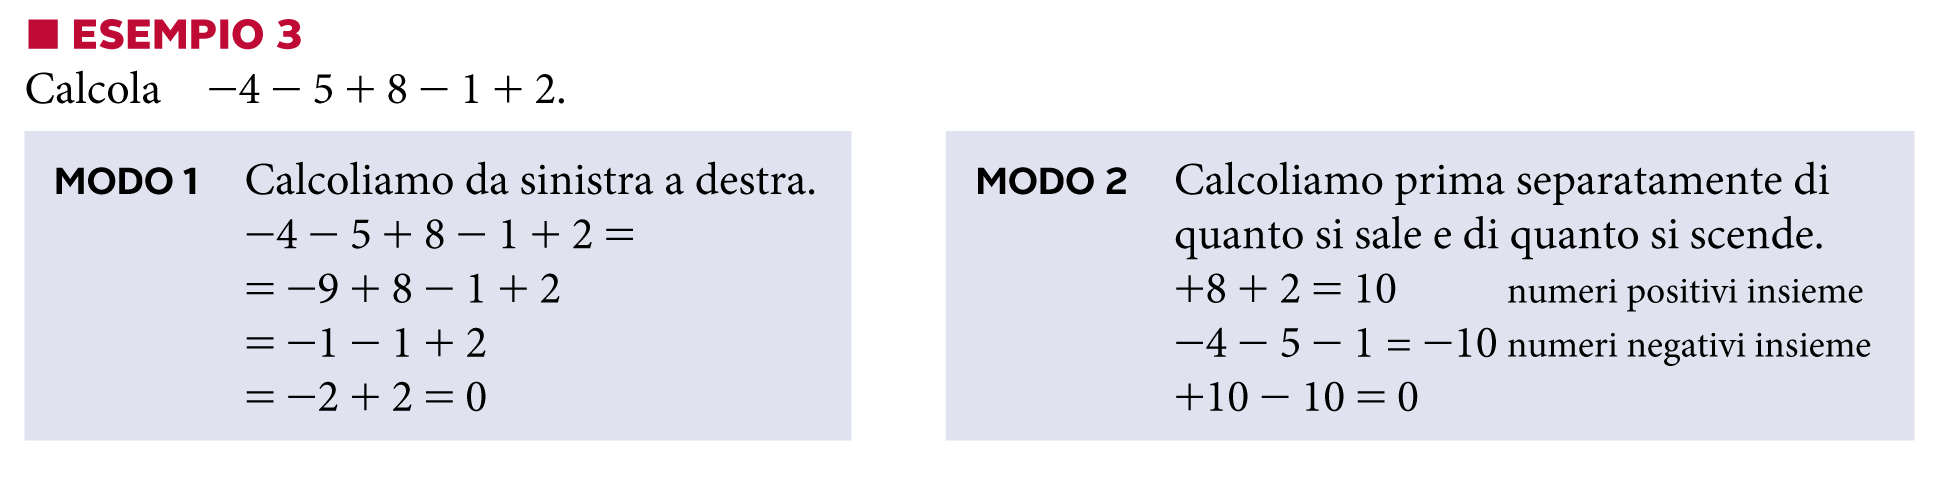 ■ ESEMPIO 3
Calcola −4 − 5 + 8 − 1 + 2.
MODO 1 Calcoliamo da sinistra a destra.
−4 − 5 + 8 − 1 + 2 =
= −9 + 8 − 1 + 2
= −1 − 1 + 2
= −2 + 2 = 0
MODO 2 Calcoliamo prima separatamente di
quanto si sale e di quanto si scende.
+8 + 2 = 10 numeri positivi insieme
−4 − 5 − 1 = −10 numeri negativi insieme
+10 − 10 = 0